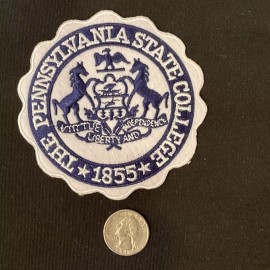 THE PENNSYLVANIA STATE COLLEGE
VIRTUE
LIBERTY AND
INDEPENDENCE
★ 1855 ★